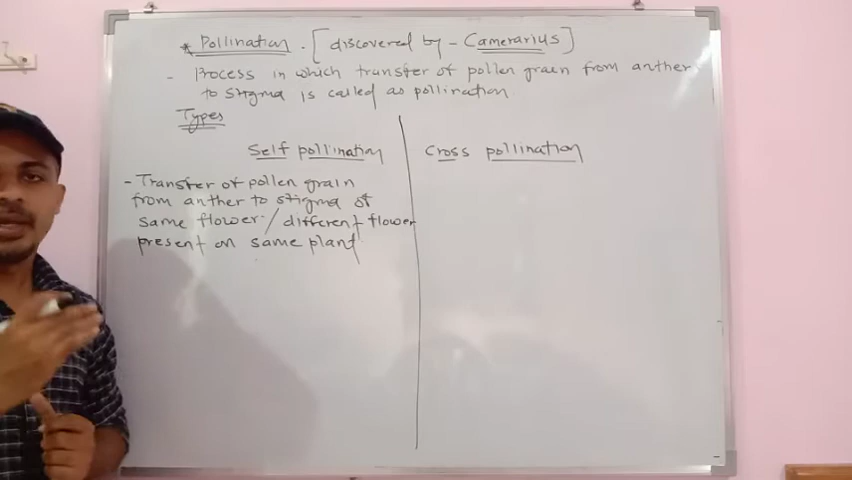 * Pollination. [discovered by - Camerarius]
- Process in which transfer of pollen grain from anther
to stigma is called as pollination.
Types
Self pollination
- Transfer of pollen grain
from anther to stigma of
same flower / different flower
present on same plant
Cross pollination